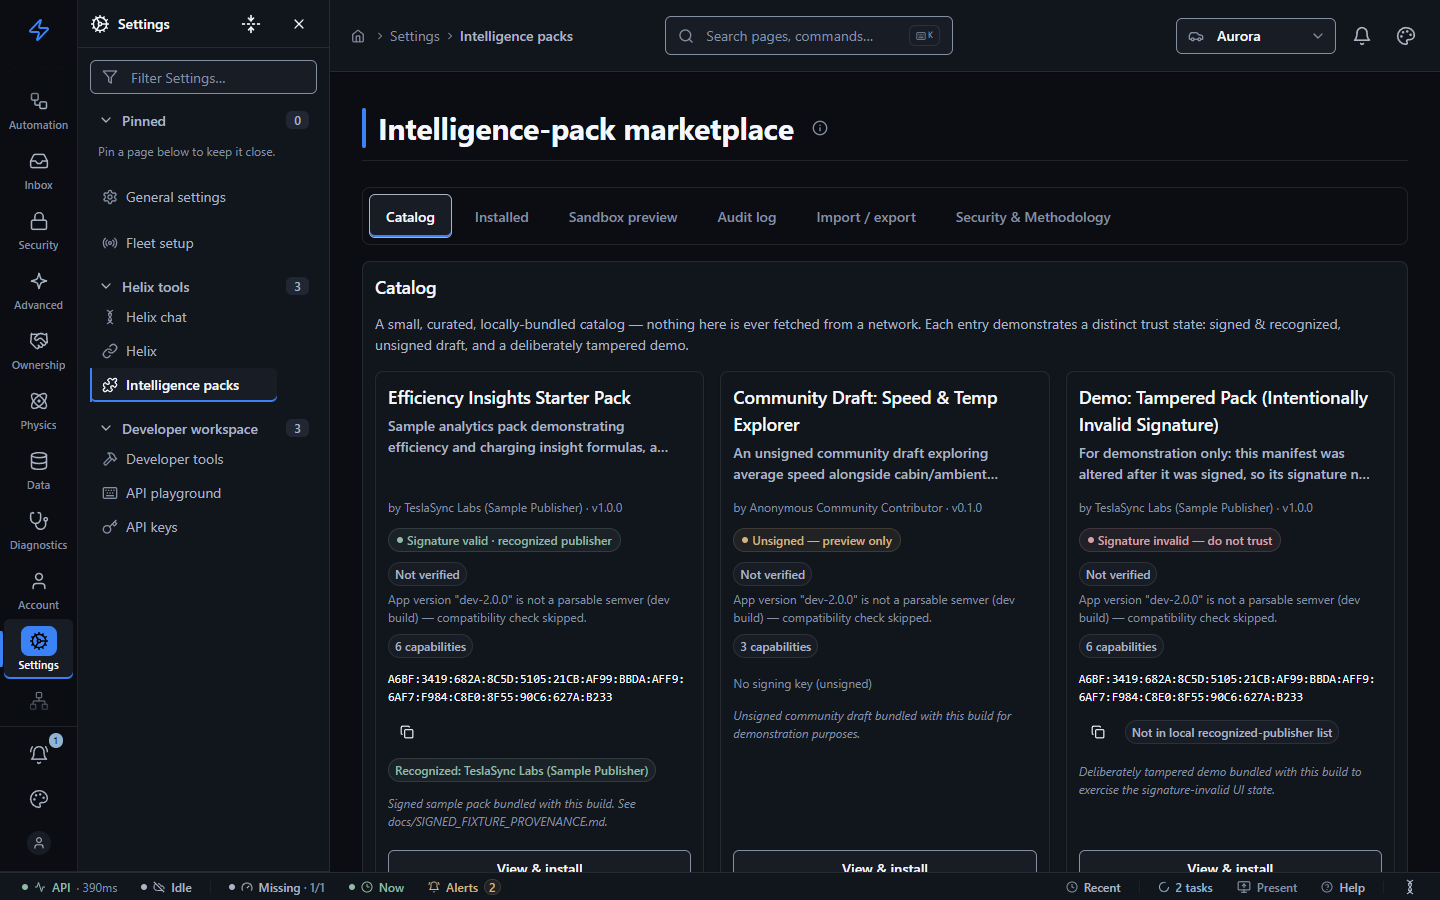 Settings
Filter Settings...
Pinned
0
Pin a page below to keep it close.
General settings
Fleet setup
Helix tools
3
Helix chat
Helix
Intelligence packs
Developer workspace
3
Developer tools
API playground
API keys
Automation
Inbox
Security
Advanced
Ownership
Physics
Data
Diagnostics
Account
Settings
1
Settings
Intelligence packs
Search pages, commands...
K
Aurora
Intelligence-pack marketplace
Catalog
Installed
Sandbox preview
Audit log
Import / export
Security & Methodology
Catalog
A small, curated, locally-bundled catalog — nothing here is ever fetched from a network. Each entry demonstrates a distinct trust state: signed & recognized,
unsigned draft, and a deliberately tampered demo.
Efficiency Insights Starter Pack
Sample analytics pack demonstrating
efficiency and charging insight formulas, a...
by TeslaSync Labs (Sample Publisher) · v1.0.0
Signature valid · recognized publisher
Not verified
App version "dev-2.0.0" is not a parsable semver (dev
build) — compatibility check skipped.
6 capabilities
A6BF:3419:682A:8C5D:5105:21CB:AF99:BBDA:AFF9:
6AF7:F984:C8E0:8F55:90C6:627A:B233
Recognized: TeslaSync Labs (Sample Publisher)
Signed sample pack bundled with this build. See
docs/SIGNED_FIXTURE_PROVENANCE.md.
View & install
Community Draft: Speed & Temp
Explorer
An unsigned community draft exploring
average speed alongside cabin/ambient...
by Anonymous Community Contributor · v0.1.0
Unsigned — preview only
Not verified
App version "dev-2.0.0" is not a parsable semver (dev
build) — compatibility check skipped.
3 capabilities
No signing key (unsigned)
Unsigned community draft bundled with this build for
demonstration purposes.
View & install
Demo: Tampered Pack (Intentionally
Invalid Signature)
For demonstration only: this manifest was
altered after it was signed, so its signature n...
by TeslaSync Labs (Sample Publisher) · v1.0.0
Signature invalid — do not trust
Not verified
App version "dev-2.0.0" is not a parsable semver (dev
build) — compatibility check skipped.
6 capabilities
A6BF:3419:682A:8C5D:5105:21CB:AF99:BBDA:AFF9:
6AF7:F984:C8E0:8F55:90C6:627A:B233
Not in local recognized-publisher list
Deliberately tampered demo bundled with this build to
exercise the signature-invalid UI state.
View & install
API · 390ms
Idle
Missing · 1/1
Now
Alerts 2
Recent
2 tasks
Present
Help